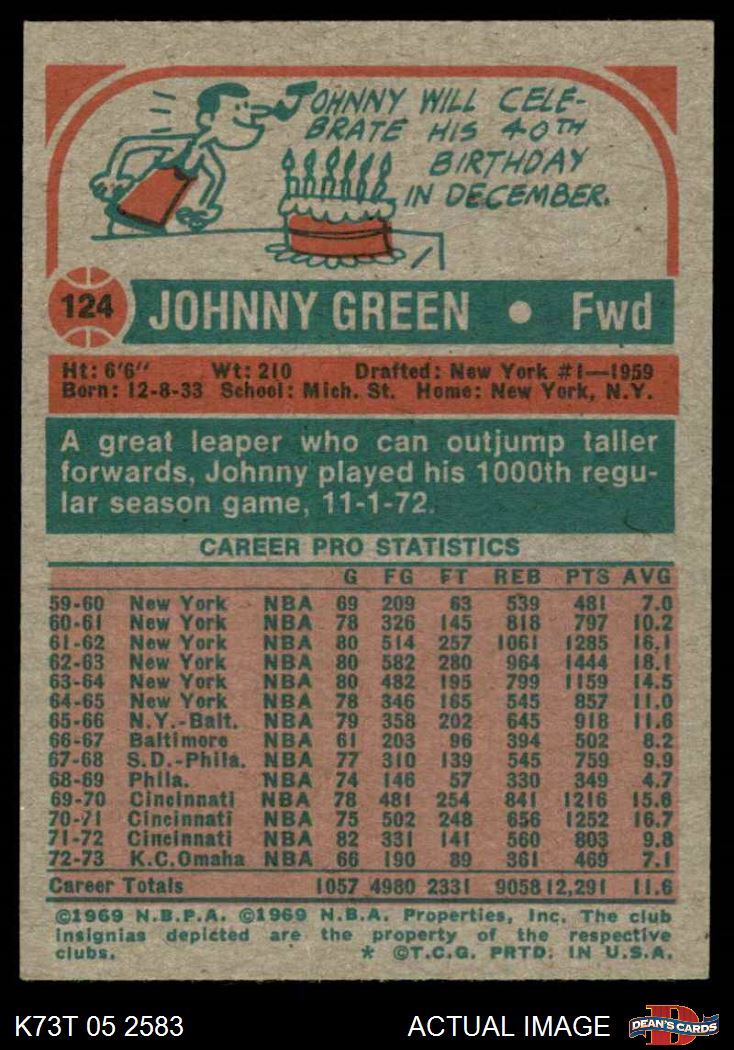 JOHNNY WILL CELE-
BRATE HIS 40TH
BIRTHDAY
IN DECEMBER.
124 JOHNNY GREEN • Fwd
Ht: 6'6" Wt: 210 Drafted: New York #1—1959
Born: 12-8-33 School: Mich. St. Home: New York, N.Y.
A great leaper who can outjump taller
forwards, Johnny played his 1000th regu-
lar season game, 11-1-72.
CAREER PRO STATISTICS
G FG FT REB PTS AVG
59-60 New York NBA 69 209 63 539 481 7.0
60-61 New York NBA 78 326 145 818 797 10.2
61-62 New York NBA 80 514 257 1061 1285 16.1
62-63 New York NBA 80 582 280 964 1444 18.1
63-64 New York NBA 80 482 195 799 1159 14.5
64-65 New York NBA 78 346 165 545 857 11.0
65-66 N.Y.-Balt. NBA 79 358 202 645 918 11.6
66-67 Baltimore NBA 61 203 96 394 502 8.2
67-68 S.D.-Phila. NBA 77 310 139 545 759 9.9
68-69 Phila. NBA 74 146 57 330 349 4.7
69-70 Cincinnati NBA 78 481 254 841 1216 15.6
70-71 Cincinnati NBA 75 502 248 656 1252 16.7
71-72 Cincinnati NBA 82 331 141 560 803 9.8
72-73 K.C.Omaha NBA 66 190 89 361 469 7.1
Career Totals 1057 4980 2331 9058 12,291 11.6
©1969 N.B.P.A. ©1969 N.B.A. Properties, Inc. The club
insignias depicted are the property of the respective
clubs. * ©T.C.G. PRTD. IN U.S.A.
K73T 05 2583 ACTUAL IMAGE DEAN'S CARDS